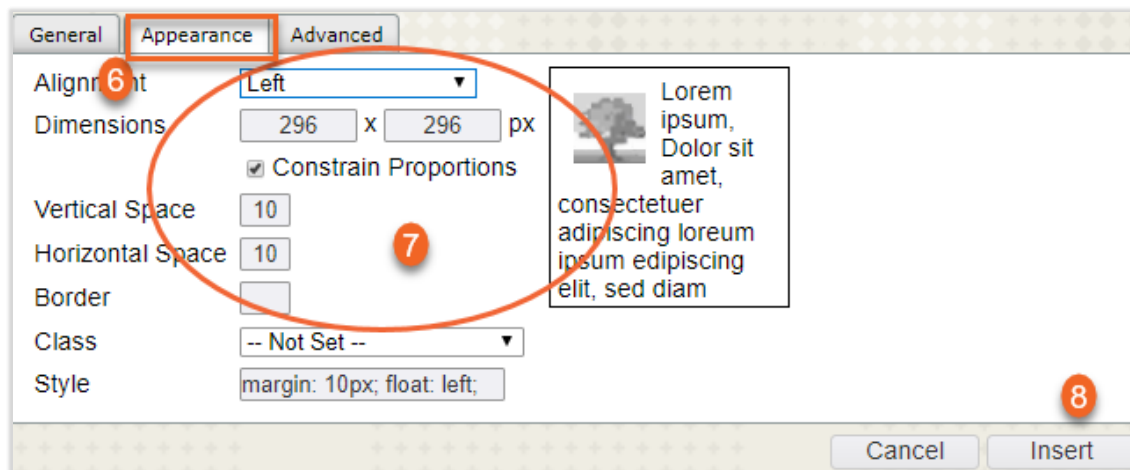 General Appearance Advanced
6
Alignment Left
Dimensions 296 x 296 px
Constrain Proportions
Vertical Space 10
7
Horizontal Space 10
Border
Class -- Not Set --
Style margin: 10px; float: left;
Lorem
ipsum,
Dolor sit
amet,
consectetuer
adipiscing loreum
ipsum edipiscing
elit, sed diam
8
Cancel Insert